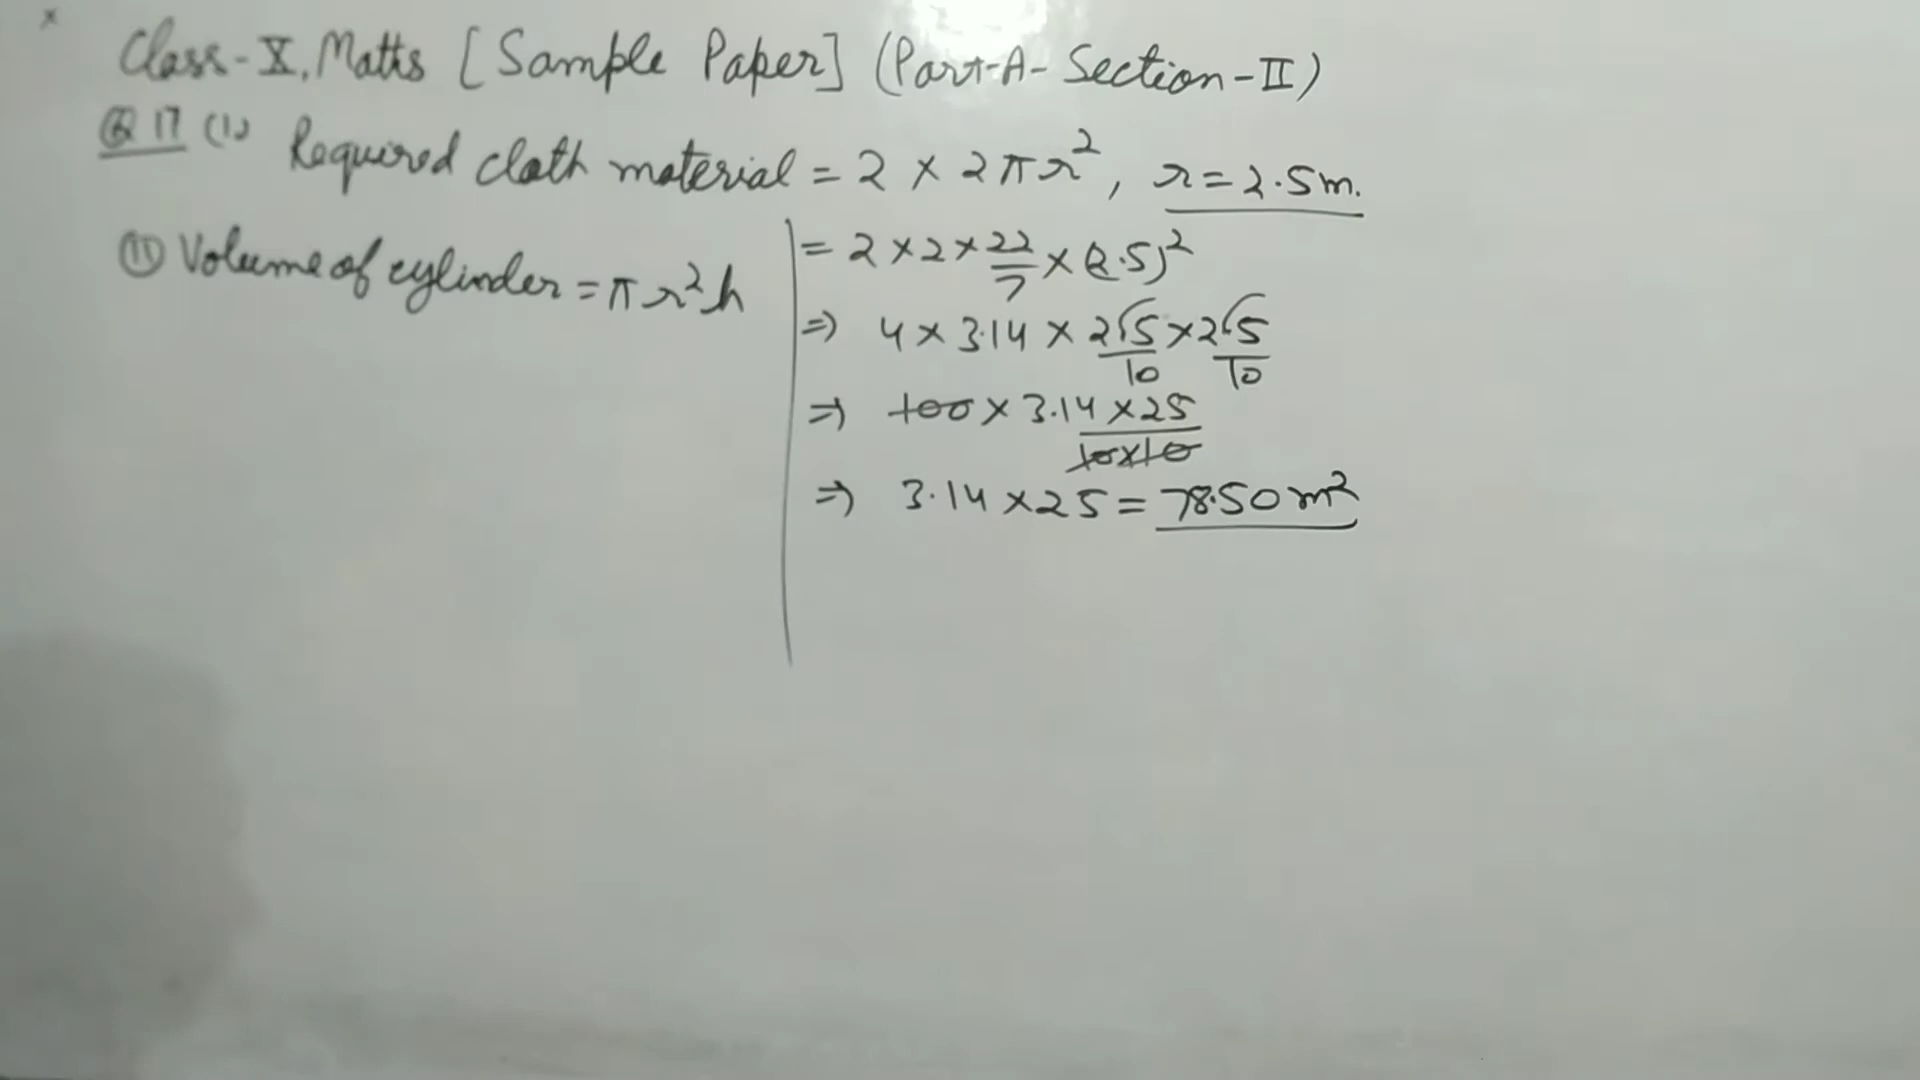 Class-X, Maths [Sample Paper] (Part-A-Section-II)
Q 17 (i) Required cloth material = 2 × 2πr², r = 2.5m.
(ii) Volume of cylinder = πr²h
= 2 × 2 × 22/7 × (2.5)²
⇒ 4 × 3.14 × 25/10 × 25/10
⇒ 100 × 3.14 × 25/10×10
⇒ 3.14 × 25 = 78.50 m²